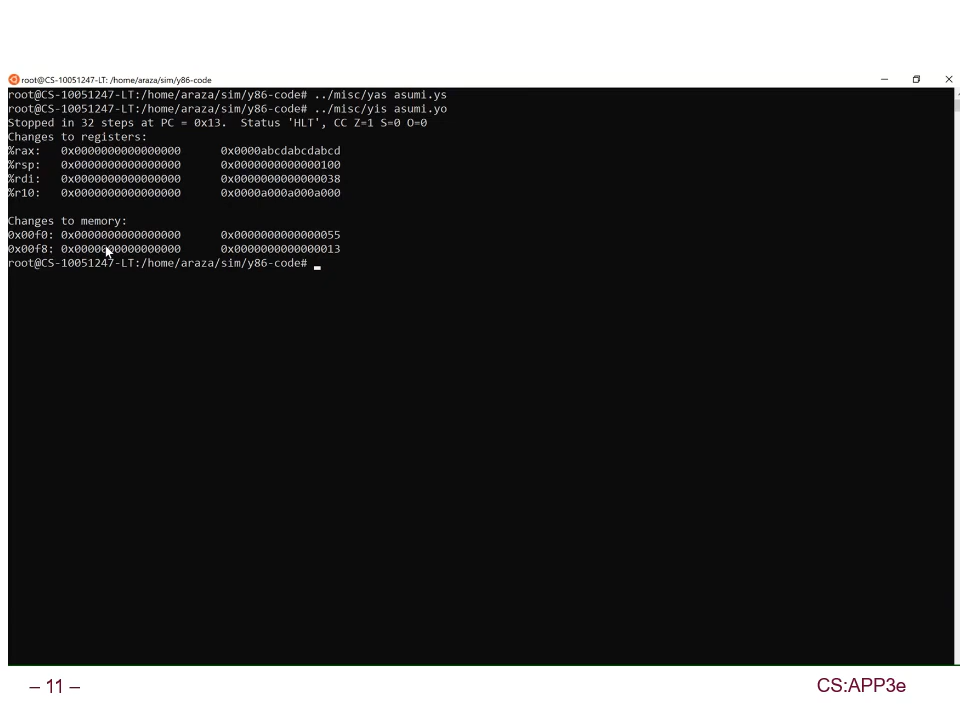 root@CS-10051247-LT: /home/araza/sim/y86-code
root@CS-10051247-LT:/home/araza/sim/y86-code# ../misc/yas asumi.ys
root@CS-10051247-LT:/home/araza/sim/y86-code# ../misc/yis asumi.yo
Stopped in 32 steps at PC = 0x13.  Status 'HLT', CC Z=1 S=0 O=0
Changes to registers:
%rax:   0x0000000000000000      0x0000abcdabcdabcd
%rsp:   0x0000000000000000      0x0000000000000100
%rdi:   0x0000000000000000      0x0000000000000038
%r10:   0x0000000000000000      0x0000a000a000a000
Changes to memory:
0x00f0: 0x0000000000000000      0x0000000000000055
0x00f8: 0x0000000000000000      0x0000000000000013
root@CS-10051247-LT:/home/araza/sim/y86-code#
– 11 –
CS:APP3e